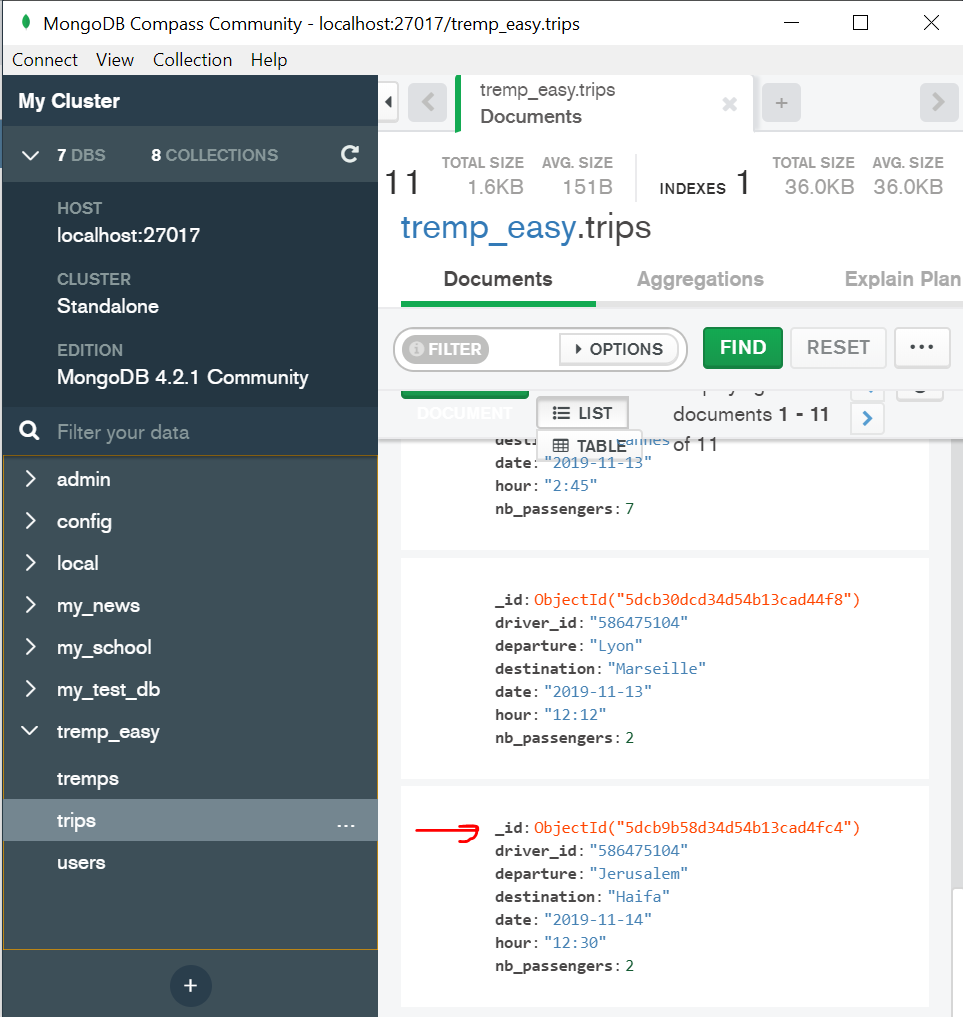 MongoDB Compass Community - localhost:27017/tremp_easy.trips
Connect View Collection Help
My Cluster
7 DBS 8 COLLECTIONS
HOST
localhost:27017
CLUSTER
Standalone
EDITION
MongoDB 4.2.1 Community
Filter your data
admin
config
local
my_news
my_school
my_test_db
tremp_easy
tremps
trips ...
users
+
tremp_easy.trips
Documents
+
11 TOTAL SIZE 1.6KB AVG. SIZE 151B INDEXES 1 TOTAL SIZE 36.0KB AVG. SIZE 36.0KB
tremp_easy.trips
Documents Aggregations Explain Plan
FILTER OPTIONS FIND RESET ...
DOCUMENT LIST
TABLE
documents 1 - 11
of 11
date: "2019-11-13"
hour: "2:45"
nb_passengers: 7
_id: ObjectId("5dcb30dcd34d54b13cad44f8")
driver_id: "586475104"
departure: "Lyon"
destination: "Marseille"
date: "2019-11-13"
hour: "12:12"
nb_passengers: 2
_id: ObjectId("5dcb9b58d34d54b13cad4fc4")
driver_id: "586475104"
departure: "Jerusalem"
destination: "Haifa"
date: "2019-11-14"
hour: "12:30"
nb_passengers: 2